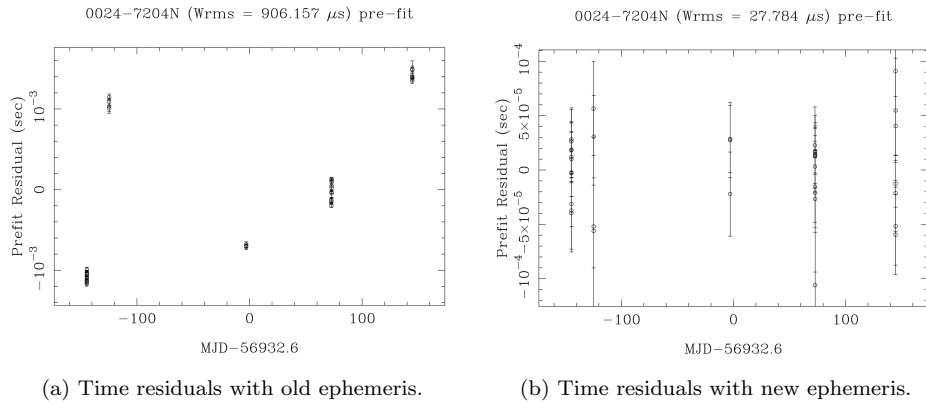 0024-7204N (Wrms = 906.157 μs) pre-fit
0024-7204N (Wrms = 27.784 μs) pre-fit
Prefit Residual (sec)
10⁻³
0
−10⁻³
−100
0
100
MJD−56932.6
Prefit Residual (sec)
10⁻⁴
5×10⁻⁵
0
−5×10⁻⁵
−10⁻⁴
−100
0
100
MJD−56932.6
(a) Time residuals with old ephemeris.
(b) Time residuals with new ephemeris.